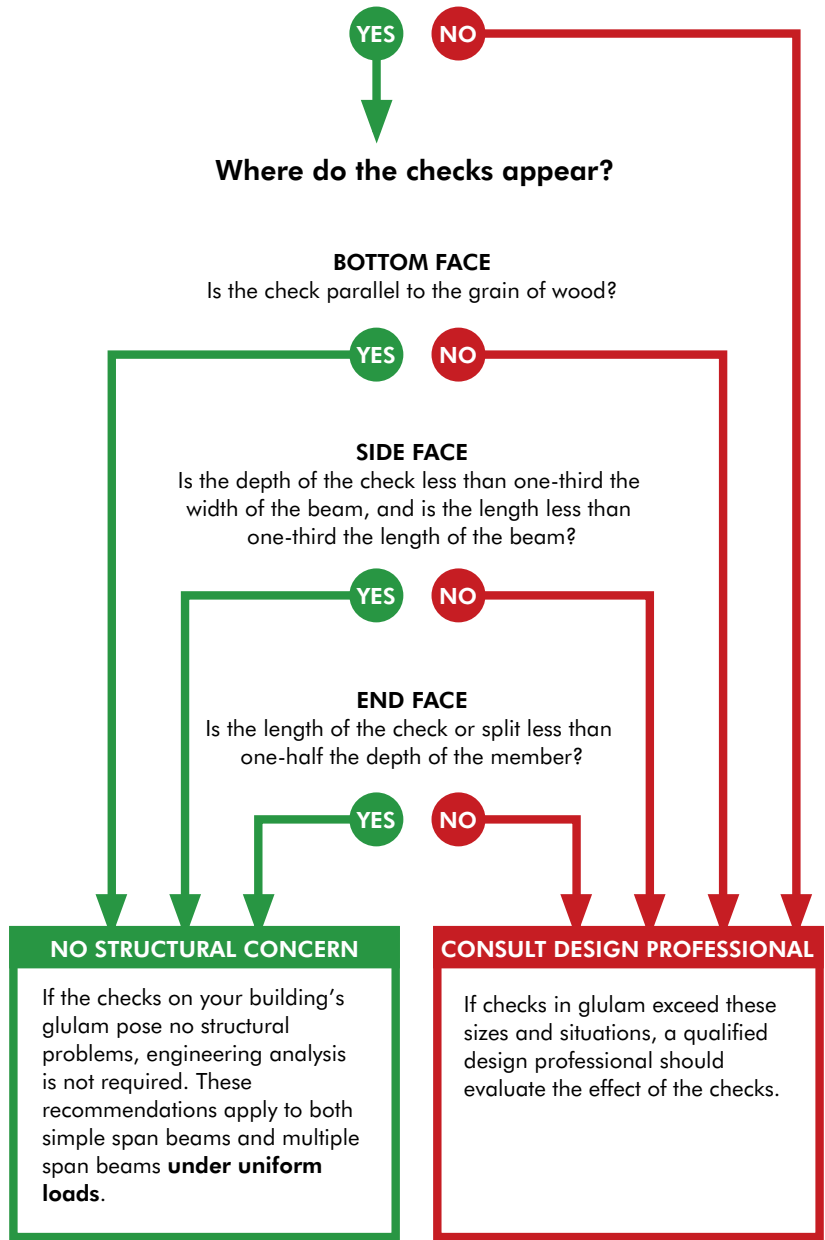 YES NO
Where do the checks appear?
BOTTOM FACE
Is the check parallel to the grain of wood?
YES NO
SIDE FACE
Is the depth of the check less than one-third the
width of the beam, and is the length less than
one-third the length of the beam?
YES NO
END FACE
Is the length of the check or split less than
one-half the depth of the member?
YES NO
NO STRUCTURAL CONCERN
If the checks on your building’s
glulam pose no structural
problems, engineering analysis
is not required. These
recommendations apply to both
simple span beams and multiple
span beams under uniform
loads.
CONSULT DESIGN PROFESSIONAL
If checks in glulam exceed these
sizes and situations, a qualified
design professional should
evaluate the effect of the checks.